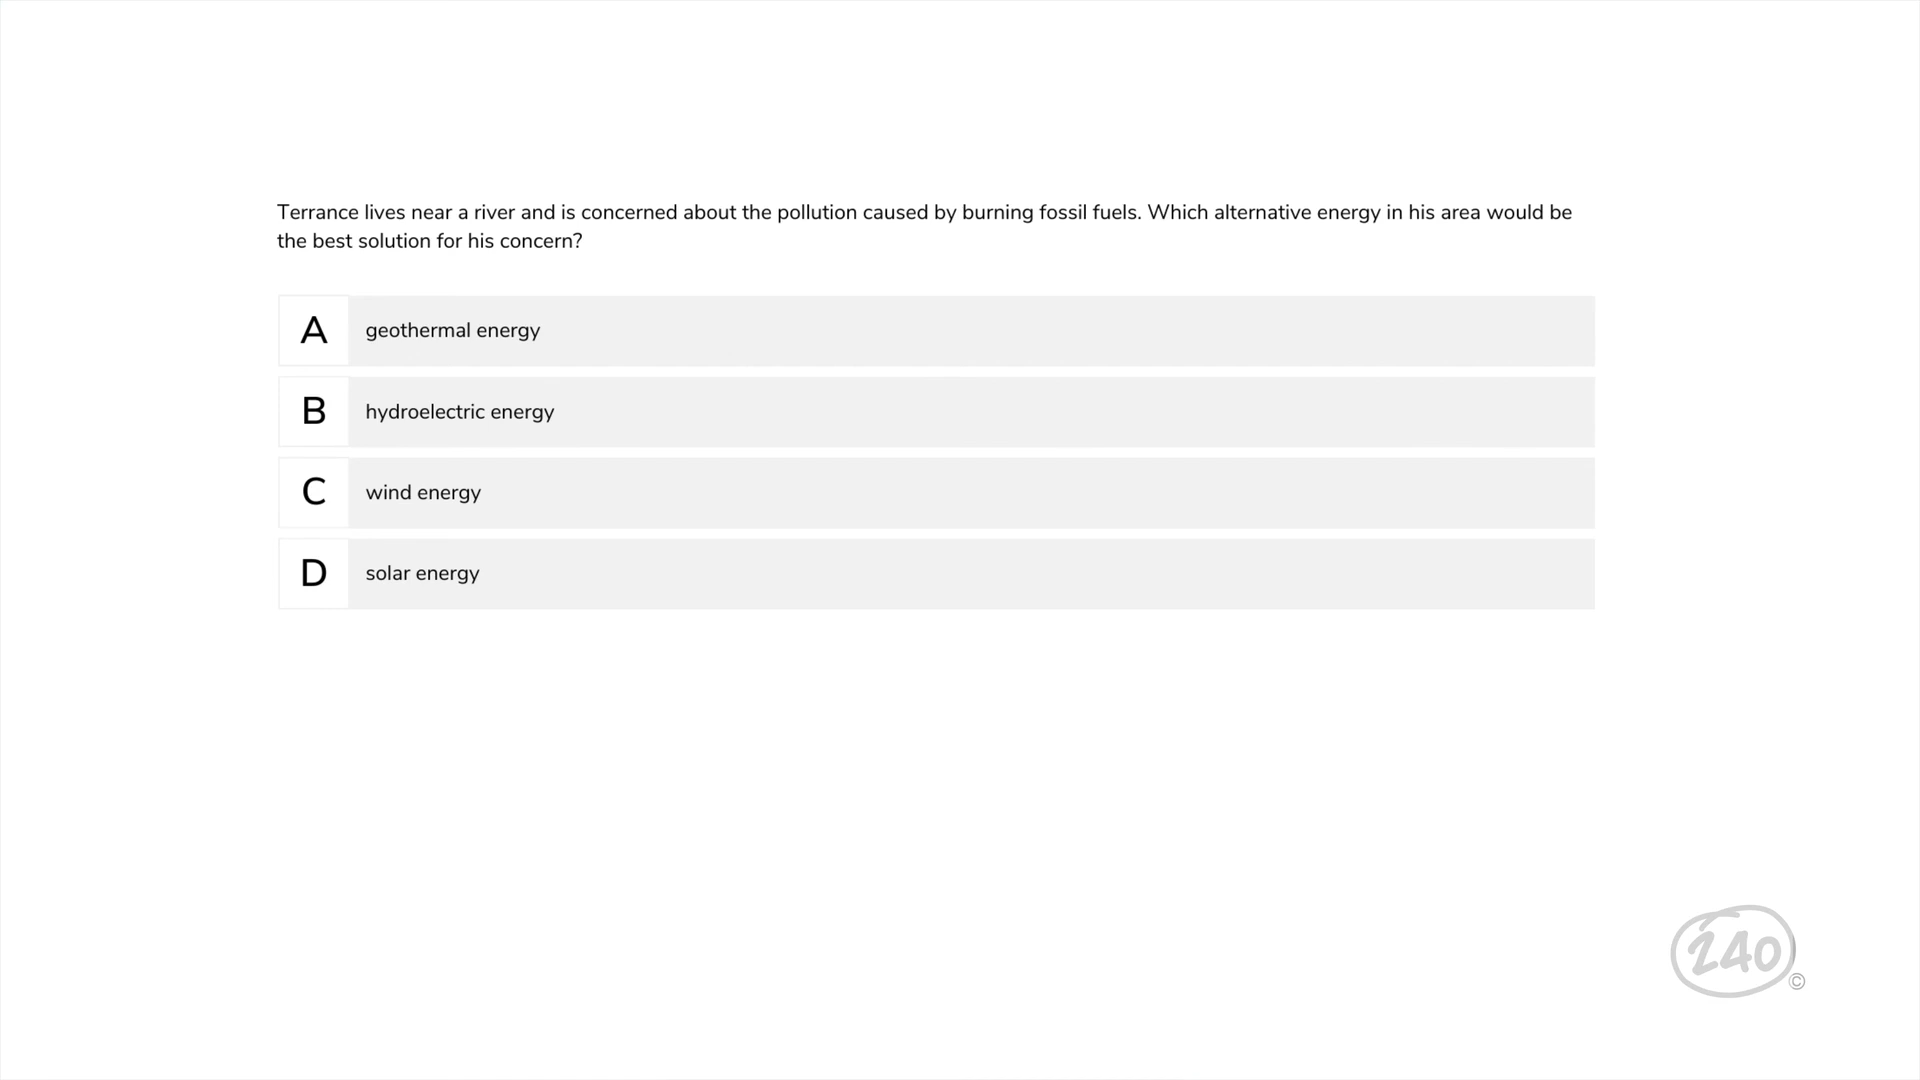 Terrance lives near a river and is concerned about the pollution caused by burning fossil fuels. Which alternative energy in his area would be
the best solution for his concern?
A geothermal energy
B hydroelectric energy
C wind energy
D solar energy
240 ©